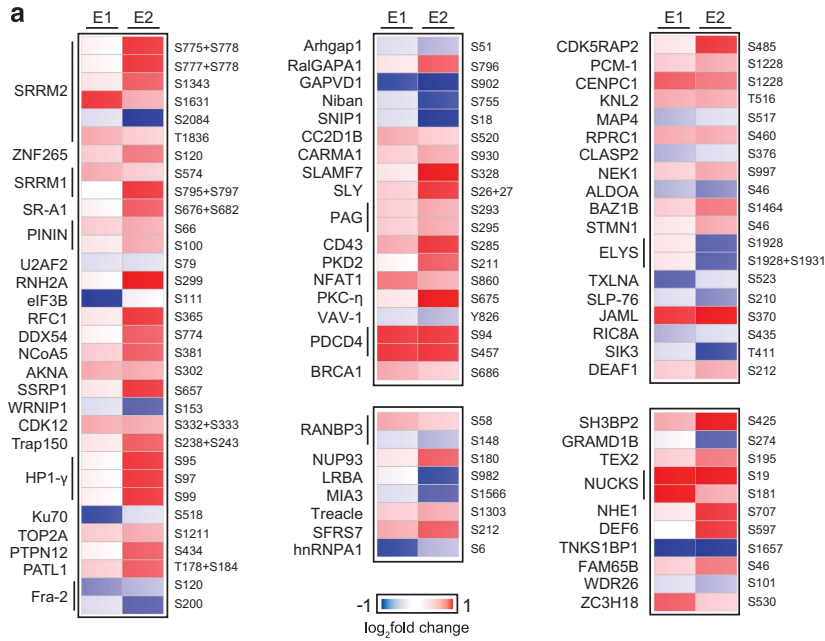 a
E1 E2
SRRM2
S775+S778
S777+S778
S1343
S1631
S2084
T1836
ZNF265 S120
SRRM1
S574
S795+S797
SR-A1 S676+S682
PININ
S66
S100
U2AF2 S79
RNH2A S299
eIF3B S111
RFC1 S365
DDX54 S774
NCoA5 S381
AKNA S302
SSRP1 S657
WRNIP1 S153
CDK12 S332+S333
Trap150 S238+S243
HP1-γ
S95
S97
S99
Ku70 S518
TOP2A S1211
PTPN12 S434
PATL1 T178+S184
Fra-2
S120
S200
E1 E2
Arhgap1 S51
RalGAPA1 S796
GAPVD1 S902
Niban S755
SNIP1 S18
CC2D1B S520
CARMA1 S930
SLAMF7 S328
SLY S26+27
PAG
S293
S295
CD43 S285
PKD2 S211
NFAT1 S860
PKC-η S675
VAV-1 Y826
PDCD4
S94
S457
BRCA1 S686
RANBP3
S58
S148
NUP93 S180
LRBA S982
MIA3 S1566
Treacle S1303
SFRS7 S212
hnRNPA1 S6
-1 1
log2fold change
E1 E2
CDK5RAP2 S485
PCM-1 S1228
CENPC1 S1228
KNL2 T516
MAP4 S517
RPRC1 S460
CLASP2 S376
NEK1 S997
ALDOA S46
BAZ1B S1464
STMN1 S46
ELYS
S1928
S1928+S1931
TXLNA S523
SLP-76 S210
JAML S370
RIC8A S435
SIK3 T411
DEAF1 S212
SH3BP2 S425
GRAMD1B S274
TEX2 S195
NUCKS
S19
S181
NHE1 S707
DEF6 S597
TNKS1BP1 S1657
FAM65B S46
WDR26 S101
ZC3H18 S530